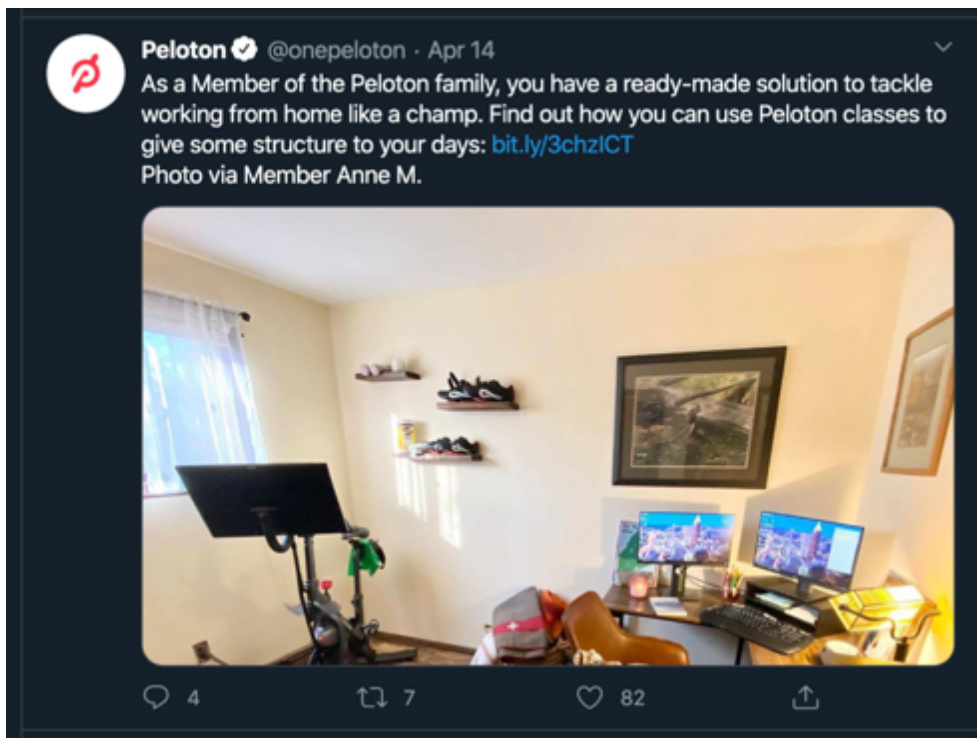 Peloton @onepeloton · Apr 14
As a Member of the Peloton family, you have a ready-made solution to tackle
working from home like a champ. Find out how you can use Peloton classes to
give some structure to your days: bit.ly/3chzICT
Photo via Member Anne M.
4 7 82